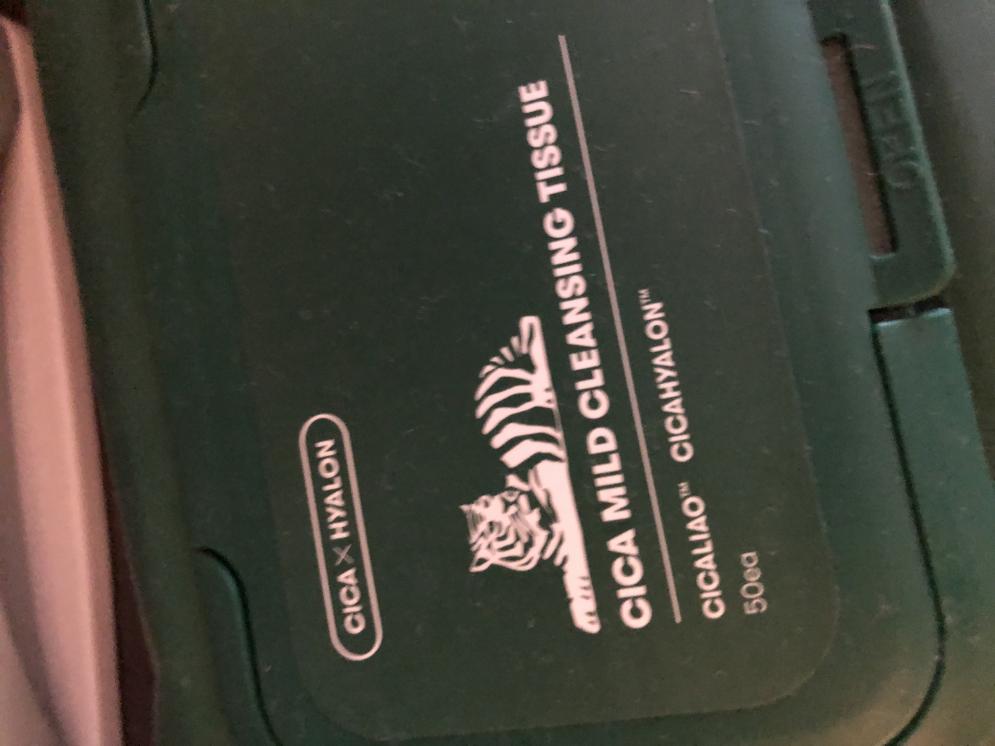 CICA X HYALON
CICA MILD CLEANSING TISSUE
CICALIAO™ CICAHYALON™
50ea
OPEN